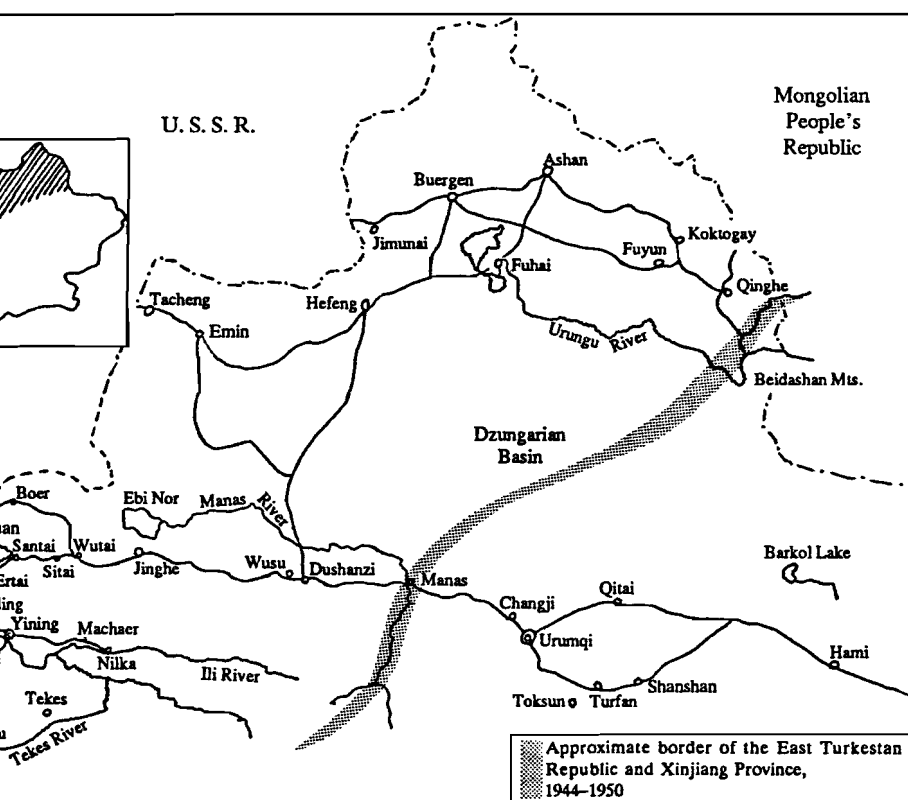 U. S. S. R.
Mongolian
People's
Republic
Ashan
Buergen
Jimunai
Koktogay
Fuyun
Fuhai
Qinghe
Tacheng
Hefeng
Emin
Urungu River
Beidashan Mts.
Dzungarian
Basin
Boer
Ebi Nor
Manas River
uan
Santai
Wutai
Sitai
Jinghe
Wusu
Dushanzi
Manas
Barkol Lake
Ertai
ding
Yining
Machaer
Nilka
Ili River
Changji
Qitai
Urumqi
Hami
Tekes
Tekes River
Toksun
Turfan
Shanshan
u
Approximate border of the East Turkestan
Republic and Xinjiang Province,
1944–1950